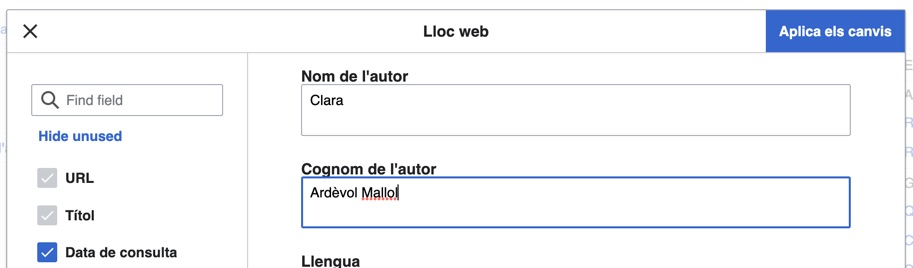 Lloc web
Aplica els canvis
Find field
Hide unused
URL
Títol
Data de consulta
Nom de l'autor
Clara
Cognom de l'autor
Ardèvol Mallol
Llengua